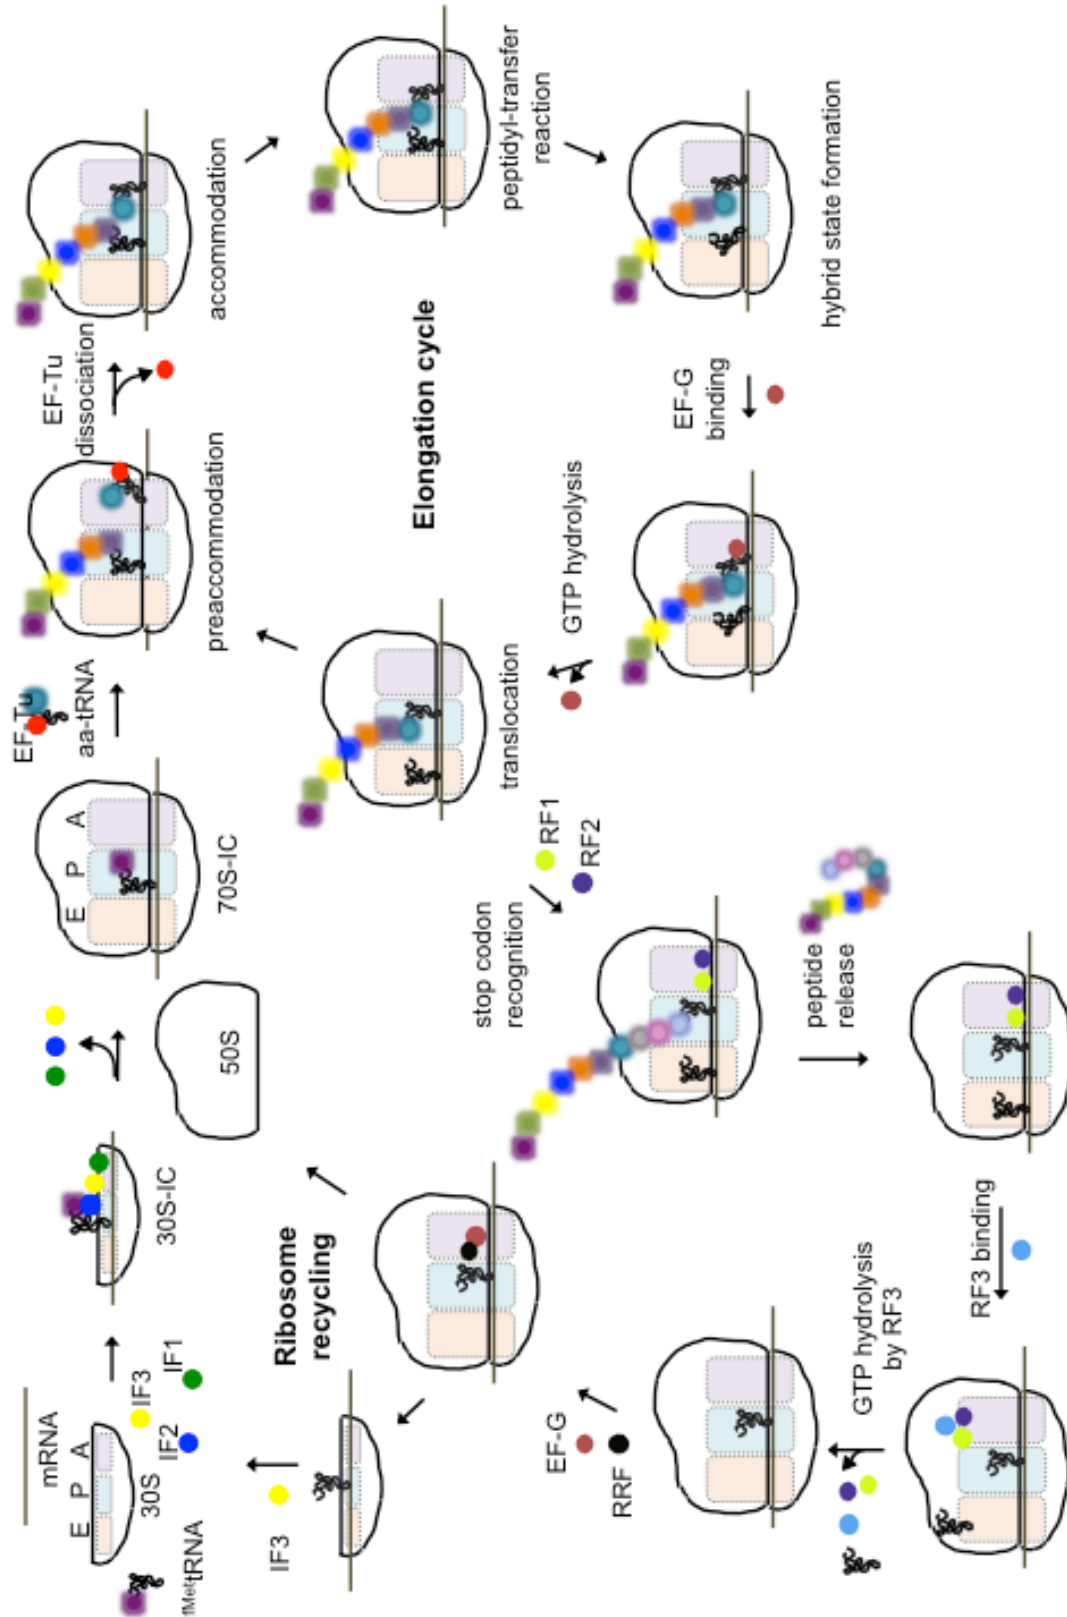 mRNA
E P A
30S
fMettRNA
IF3
IF2
IF1
30S-IC
50S
E P A
70S-IC
EF-Tu
aa-tRNA
preaccommodation
EF-Tu
dissociation
accommodation
peptidyl-transfer
reaction
hybrid state formation
Elongation cycle
EF-G
binding
GTP hydrolysis
translocation
RF1
RF2
stop codon
recognition
peptide
release
RF3 binding
GTP hydrolysis
by RF3
EF-G
RRF
Ribosome
recycling
IF3